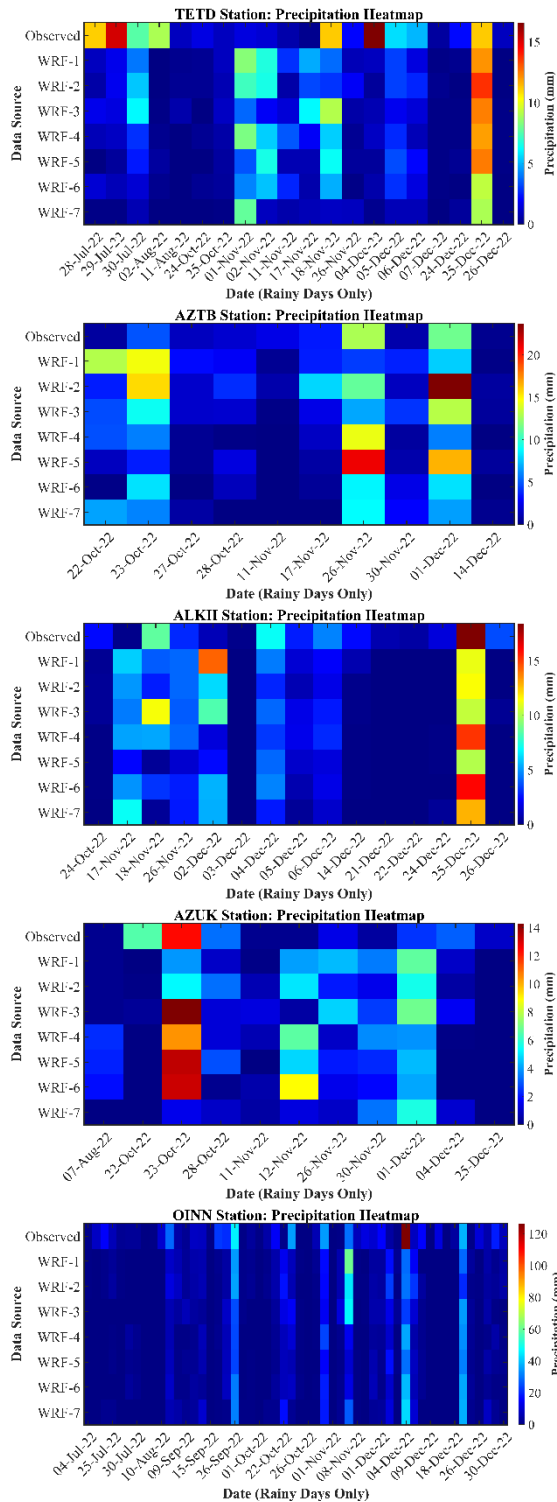 TETD Station: Precipitation Heatmap
Data Source
Observed
WRF-1
WRF-2
WRF-3
WRF-4
WRF-5
WRF-6
WRF-7
28-Jul-22
29-Jul-22
30-Jul-22
02-Aug-22
11-Aug-22
24-Oct-22
25-Oct-22
01-Nov-22
02-Nov-22
11-Nov-22
17-Nov-22
18-Nov-22
26-Nov-22
04-Dec-22
05-Dec-22
06-Dec-22
07-Dec-22
24-Dec-22
25-Dec-22
26-Dec-22
Date (Rainy Days Only)
15
10
5
0
Precipitation (mm)
AZTB Station: Precipitation Heatmap
Data Source
Observed
WRF-1
WRF-2
WRF-3
WRF-4
WRF-5
WRF-6
WRF-7
22-Oct-22
23-Oct-22
27-Oct-22
28-Oct-22
11-Nov-22
17-Nov-22
26-Nov-22
30-Nov-22
01-Dec-22
14-Dec-22
Date (Rainy Days Only)
20
15
10
5
0
Precipitation (mm)
ALKH Station: Precipitation Heatmap
Data Source
Observed
WRF-1
WRF-2
WRF-3
WRF-4
WRF-5
WRF-6
WRF-7
24-Oct-22
17-Nov-22
18-Nov-22
26-Nov-22
02-Dec-22
03-Dec-22
04-Dec-22
05-Dec-22
06-Dec-22
14-Dec-22
21-Dec-22
22-Dec-22
24-Dec-22
25-Dec-22
26-Dec-22
Date (Rainy Days Only)
15
10
5
0
Precipitation (mm)
AZUK Station: Precipitation Heatmap
Data Source
Observed
WRF-1
WRF-2
WRF-3
WRF-4
WRF-5
WRF-6
WRF-7
07-Aug-22
22-Oct-22
23-Oct-22
28-Oct-22
11-Nov-22
12-Nov-22
26-Nov-22
30-Nov-22
01-Dec-22
04-Dec-22
25-Dec-22
Date (Rainy Days Only)
14
12
10
8
6
4
2
0
Precipitation (mm)
OINN Station: Precipitation Heatmap
Data Source
Observed
WRF-1
WRF-2
WRF-3
WRF-4
WRF-5
WRF-6
WRF-7
04-Jul-22
25-Jul-22
30-Jul-22
10-Aug-22
09-Sep-22
15-Sep-22
26-Sep-22
01-Oct-22
22-Oct-22
26-Oct-22
01-Nov-22
08-Nov-22
01-Dec-22
04-Dec-22
09-Dec-22
18-Dec-22
26-Dec-22
30-Dec-22
Date (Rainy Days Only)
120
100
80
60
40
20
0
Precipitation (mm)